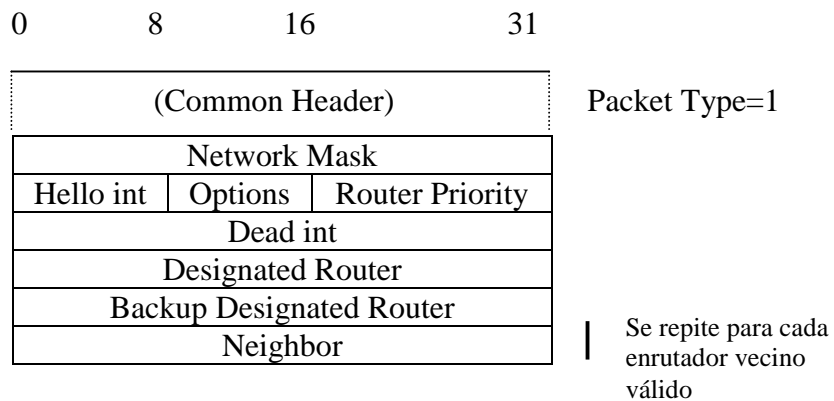 0 8 16 31
(Common Header) Packet Type=1
Network Mask
Hello int Options Router Priority
Dead int
Designated Router
Backup Designated Router
Neighbor
Se repite para cada
enrutador vecino
válido